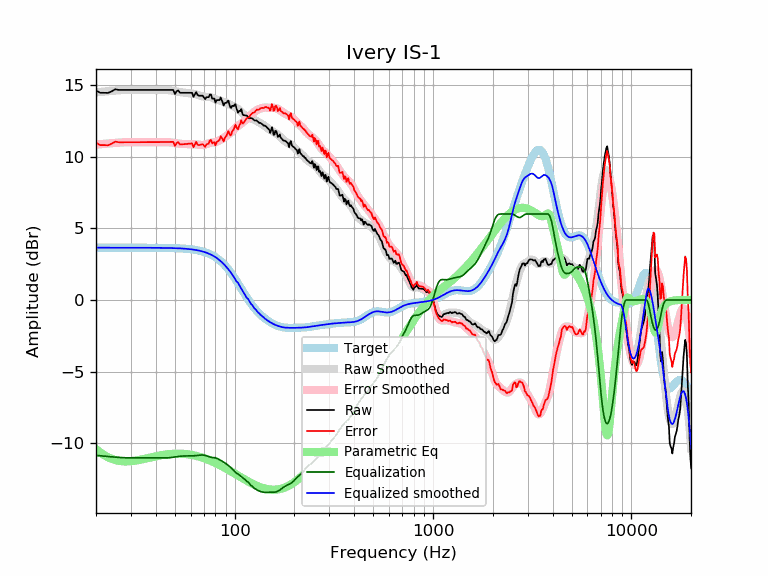 Ivery IS-1
Amplitude (dBr)
15
10
5
0
−5
−10
Target
Raw Smoothed
Error Smoothed
Raw
Error
Parametric Eq
Equalization
Equalized smoothed
100
1000
10000
Frequency (Hz)